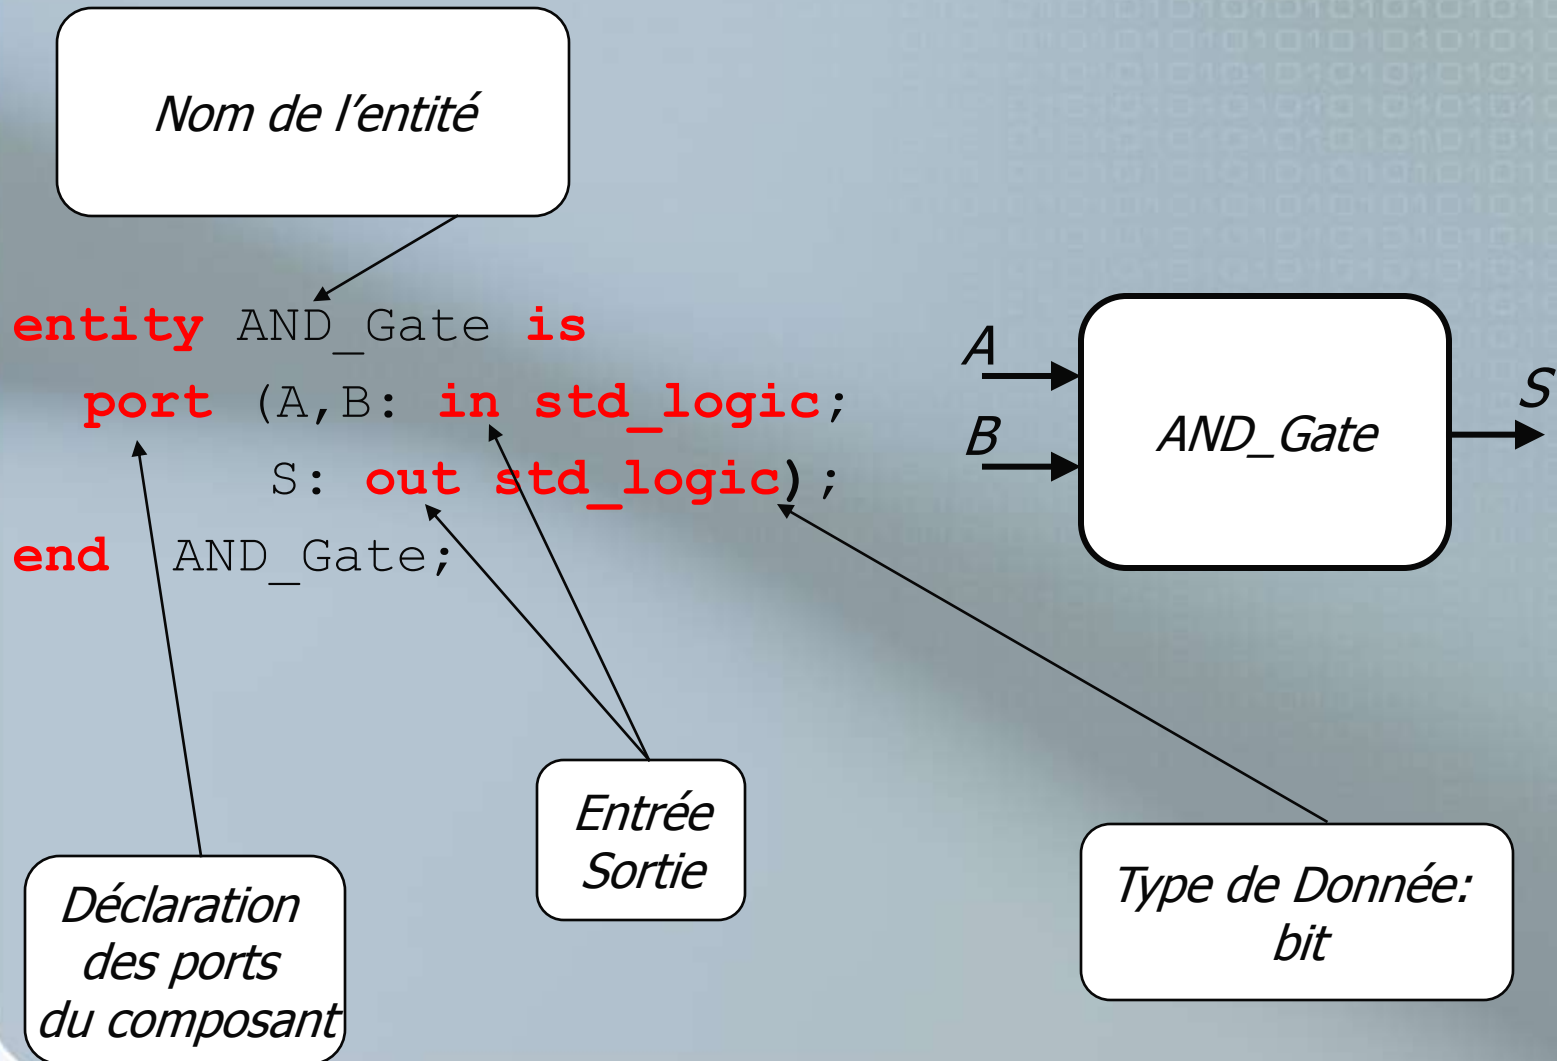 Nom de l’entité
entity AND_Gate is
port (A,B: in std_logic;
S: out std_logic);
end AND_Gate;
A
B
AND_Gate
S
Entrée
Sortie
Déclaration
des ports
du composant
Type de Donnée:
bit